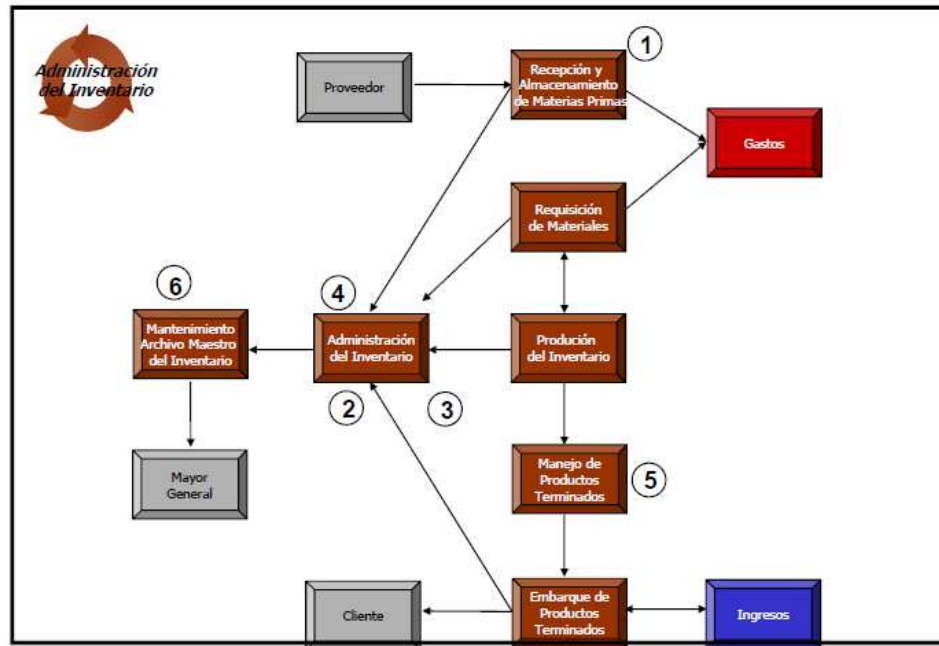 Administración
del Inventario
1
Proveedor
Recepción y
Almacenamiento
de Materias Primas
Gastos
Requisición
de Materiales
6
4
Mantenimiento
Archivo Maestro
del Inventario
Administración
del Inventario
Produción
del Inventario
2
3
Mayor
General
Manejo de
Productos
Terminados
5
Cliente
Embarque de
Productos
Terminados
Ingresos